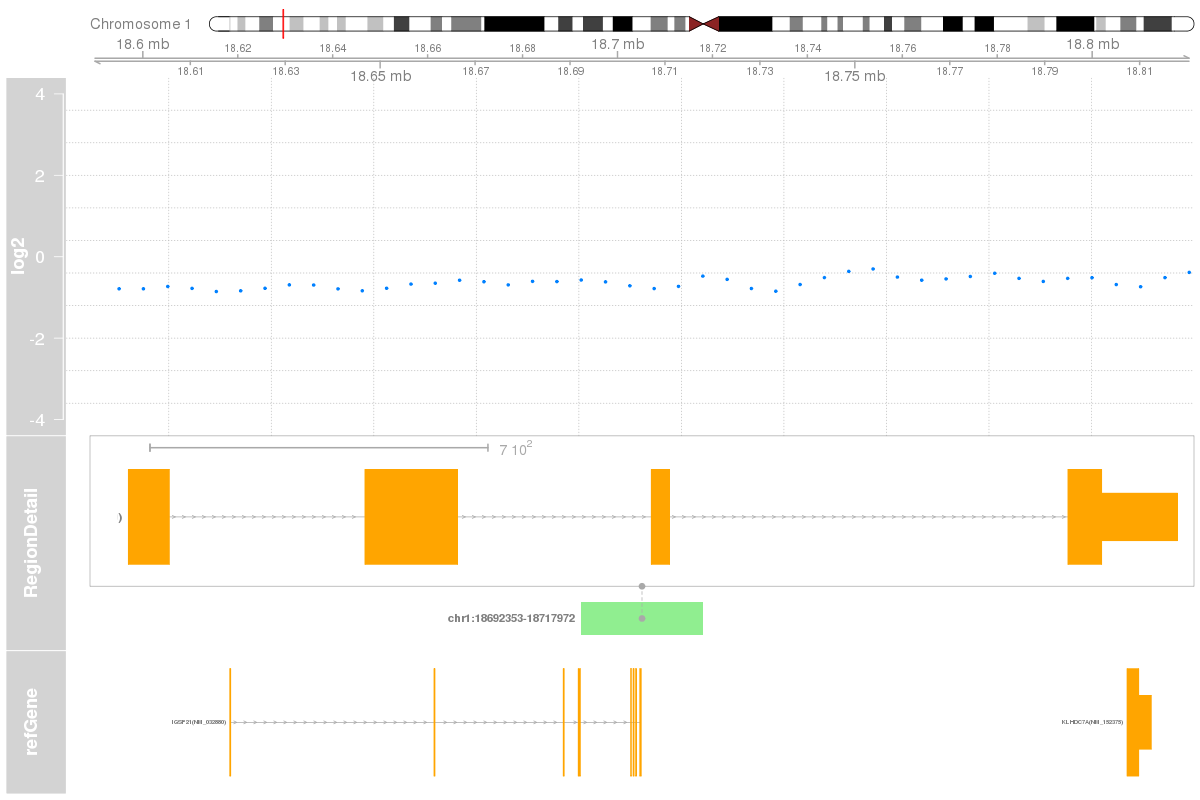 Chromosome 1
18.6 mb 18.62 18.64 18.66 18.68 18.7 mb 18.72 18.74 18.76 18.78 18.8 mb
18.61 18.63 18.65 mb 18.67 18.69 18.71 18.73 18.75 mb 18.77 18.79 18.81
log2
4
2
0
-2
-4
RegionDetail
7 10^2
chr1:18692353-18717972
refGene
IGSF21(NM_032880)
KLHDC7A(NM_152375)